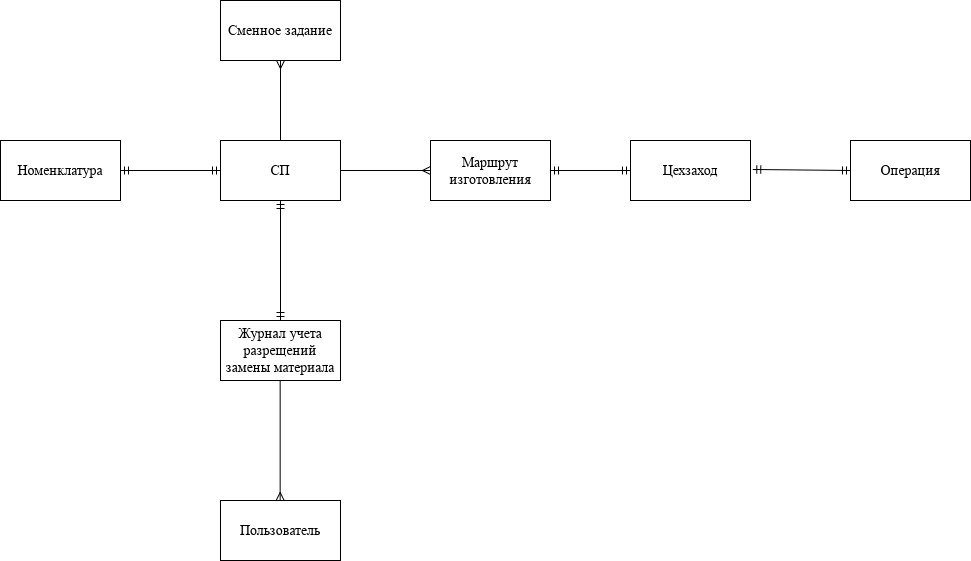 Сменное задание
Номенклатура
СП
Маршрут
изготовления
Цехзаход
Операция
Журнал учета
разрещений
замены материала
Пользователь